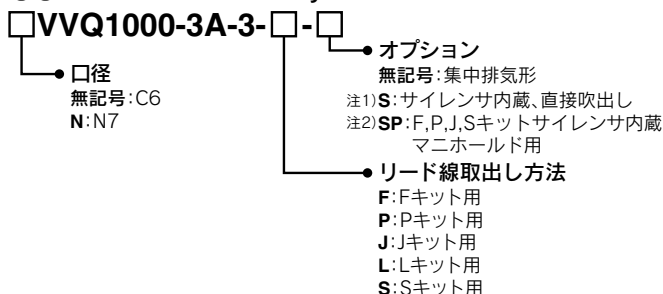 □VVQ1000-3A-3-□-□
オプション
無記号:集中排気形
注1)S:サイレンサ内蔵、直接吹出し
注2)SP:F,P,J,Sキットサイレンサ内蔵
マニホールド用
口径
無記号:C6
N:N7
リード線取出し方法
F:Fキット用
P:Pキット用
J:Jキット用
L:Lキット用
S:Sキット用